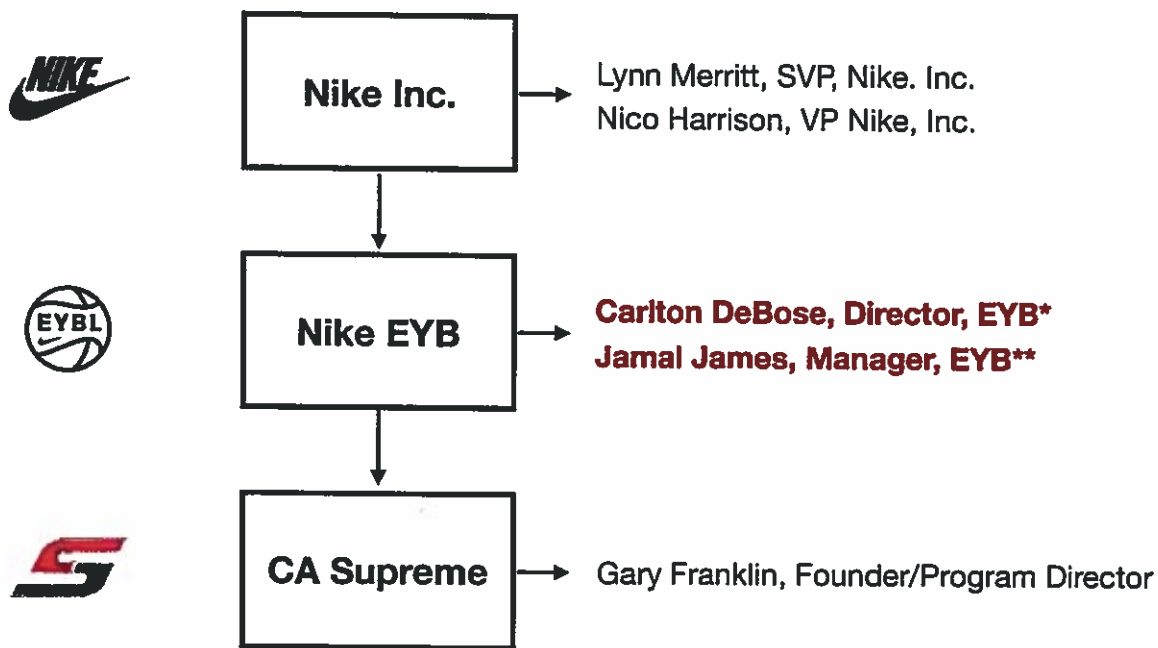 NIKE
Nike Inc.
Lynn Merritt, SVP, Nike. Inc.
Nico Harrison, VP Nike, Inc.
EYBL
Nike EYB
Carlton DeBose, Director, EYB*
Jamal James, Manager, EYB**
CA Supreme
Gary Franklin, Founder/Program Director